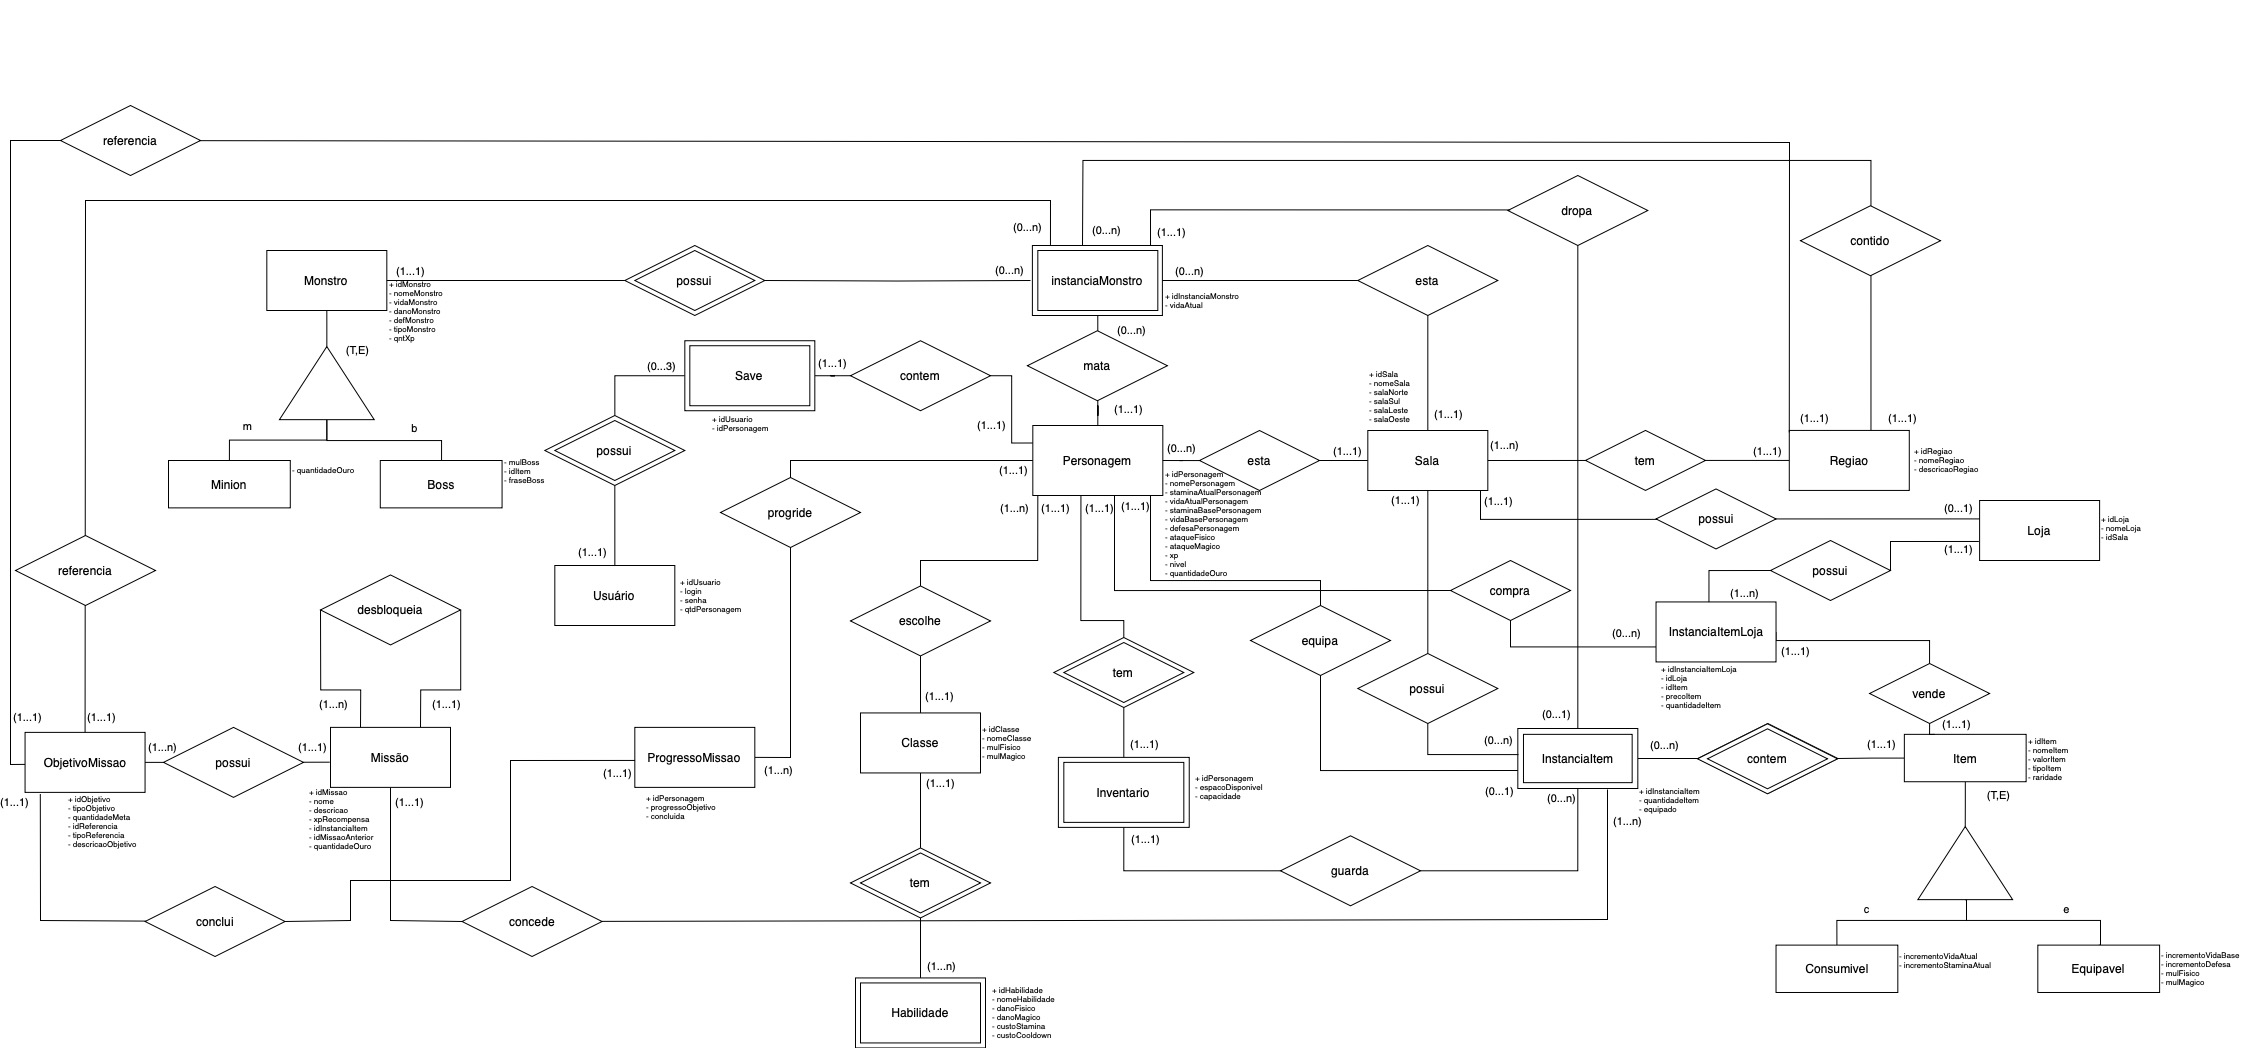 referencia
dropa
contido
(0...n)
(0...n)
(1...1)
Monstro
(1...1)
+ idMonstro
- nomeMonstro
- vidaMonstro
- danoMonstro
- defMonstro
- tipoMonstro
- qntXp
possui
(0...n)
instanciaMonstro
(0...n)
+ idInstanciaMonstro
- vidaAtual
esta
(T,E)
(0...3)
Save
(1...1)
contem
+ idUsuario
- idPersonagem
(0...n)
mata
(1...1)
+ idSala
- nomeSala
- salaNorte
- salaSul
- salaLeste
- salaOeste
(1...1)
(1...1)
(1...1)
m
b
Minion
- quantidadeOuro
Boss
- mulBoss
- idItem
- fraseBoss
possui
(1...1)
(1...1)
Personagem
(0...n)
+ idPersonagem
- nomePersonagem
- staminaAtualPersonagem
- vidaAtualPersonagem
- staminaBasePersonagem
- vidaBasePersonagem
- defesaPersonagem
- ataqueFisico
- ataqueMagico
- xp
- nivel
- quantidadeOuro
esta
(1...1)
Sala
(1...n)
tem
(1...1)
Regiao
+ idRegiao
- nomeRegiao
- descricaoRegiao
(1...n)
(1...1)
(1...1)
(1...1)
(1...1)
(1...1)
possui
(0...1)
Loja
+ idLoja
- nomeLoja
- idSala
(1...1)
progride
(1...1)
Usuário
+ idUsuario
- login
- senha
- qtdPersonagem
referencia
desbloqueia
escolhe
compra
possui
(1...n)
equipa
(0...n)
InstanciaItemLoja
(1...1)
+ idInstanciaItemLoja
- idLoja
- idItem
- precoItem
- quantidadeItem
tem
possui
vende
(1...1)
(1...1)
(1...n)
(1...1)
(1...1)
(0...1)
(1...1)
ObjetivoMissao
(1...n)
possui
(1...1)
Missão
ProgressoMissao
(1...1)
(1...n)
Classe
+ idClasse
- nomeClasse
- mulFisico
- mulMagico
(1...1)
(0...n)
InstanciaItem
(0...n)
contem
(1...1)
Item
+ idItem
- nomeItem
- valorItem
- tipoItem
- raridade
(1...1)
+ idObjetivo
- tipoObjetivo
- quantidadeMeta
- idReferencia
- tipoReferencia
- descricaoObjetivo
+ idMissao
- nome
- descricao
- xpRecompensa
- idInstanciaItem
- idMissaoAnterior
- quantidadeOuro
(1...1)
+ idPersonagem
- progressoObjetivo
- concluida
(1...1)
Inventario
+ idPersonagem
- espacoDisponivel
- capacidade
(1...1)
(0...1)
(0...n)
+ idInstanciaItem
- quantidadeItem
- equipado
(1...n)
(T,E)
guarda
tem
conclui
concede
c
e
(1...n)
Consumivel
- incrementoVidaAtual
- incrementoStaminaAtual
Equipavel
- incrementoVidaBase
- incrementoDefesa
- mulFisico
- mulMagico
Habilidade
+ idHabilidade
- nomeHabilidade
- danoFisico
- danoMagico
- custoStamina
- custoCooldown